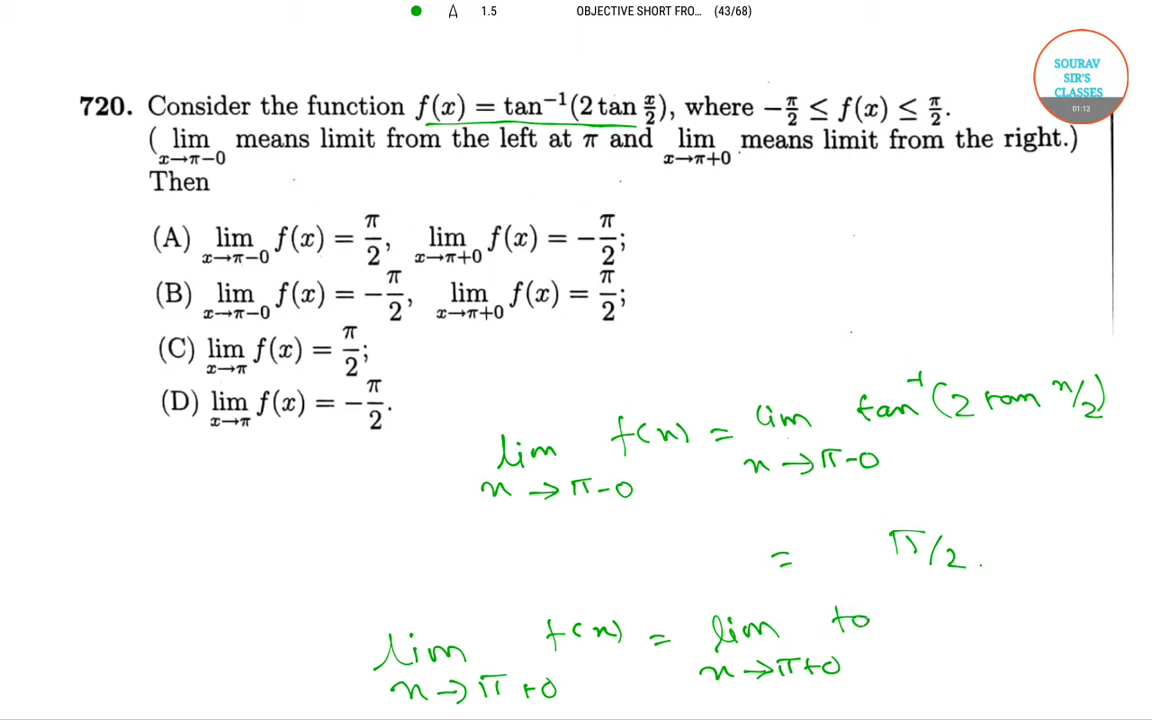 A 1.5 OBJECTIVE SHORT FRO... (43/68)
SOURAV
SIR'S
CLASSES
01:12
720. Consider the function f(x) = tan⁻¹(2 tan x/2), where −π/2 ≤ f(x) ≤ π/2.
( lim x→π−0 means limit from the left at π and lim x→π+0 means limit from the right.)
Then
(A) lim x→π−0 f(x) = π/2, lim x→π+0 f(x) = −π/2;
(B) lim x→π−0 f(x) = −π/2, lim x→π+0 f(x) = π/2;
(C) lim x→π f(x) = π/2;
(D) lim x→π f(x) = −π/2.
lim x→π−0 f(x) = lim x→π−0 tan⁻¹(2 tan x/2)
= π/2.
lim x→π+0 f(x) = lim x→π+0 ta